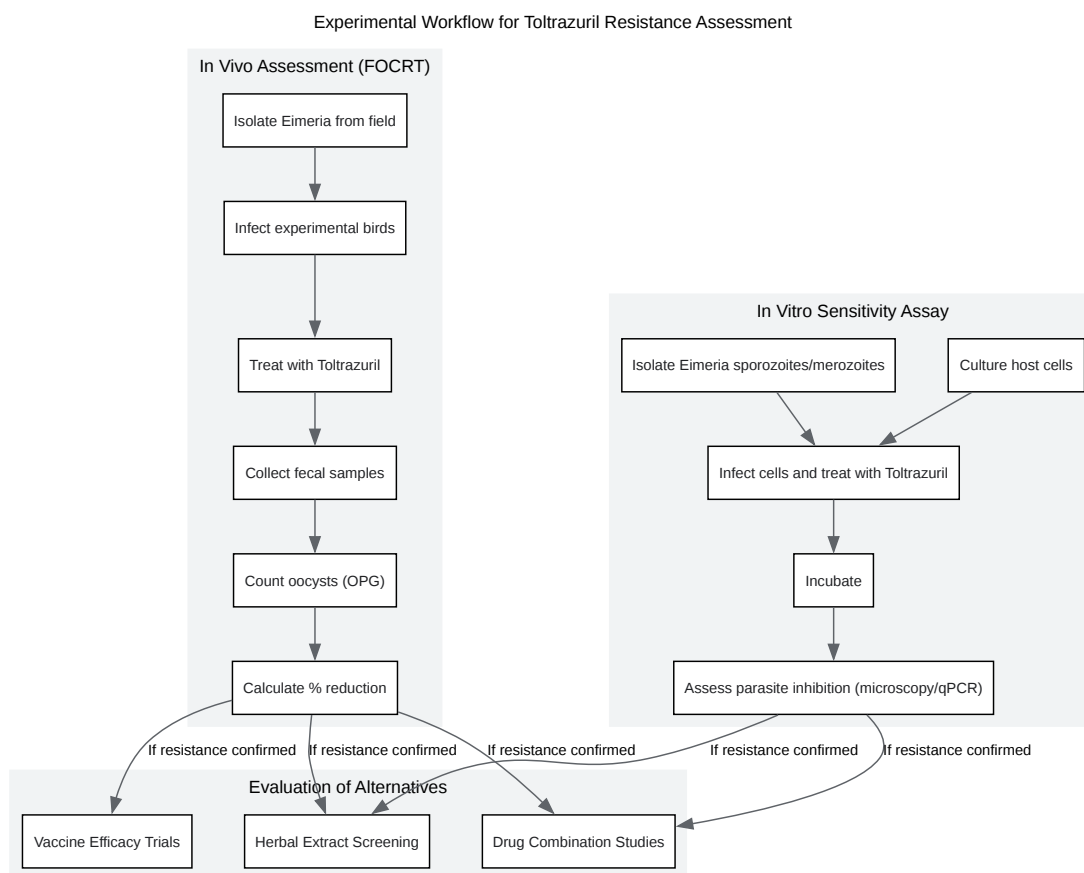 Experimental Workflow for Toltrazuril Resistance Assessment
In Vivo Assessment (FOCRT)
Isolate Eimeria from field
Infect experimental birds
Treat with Toltrazuril
Collect fecal samples
Count oocysts (OPG)
Calculate % reduction
In Vitro Sensitivity Assay
Isolate Eimeria sporozoites/merozoites
Culture host cells
Infect cells and treat with Toltrazuril
Incubate
Assess parasite inhibition (microscopy/qPCR)
If resistance confirmed
If resistance confirmed
If resistance confirmed
If resistance confirmed
If resistance confirmed
Evaluation of Alternatives
Vaccine Efficacy Trials
Herbal Extract Screening
Drug Combination Studies